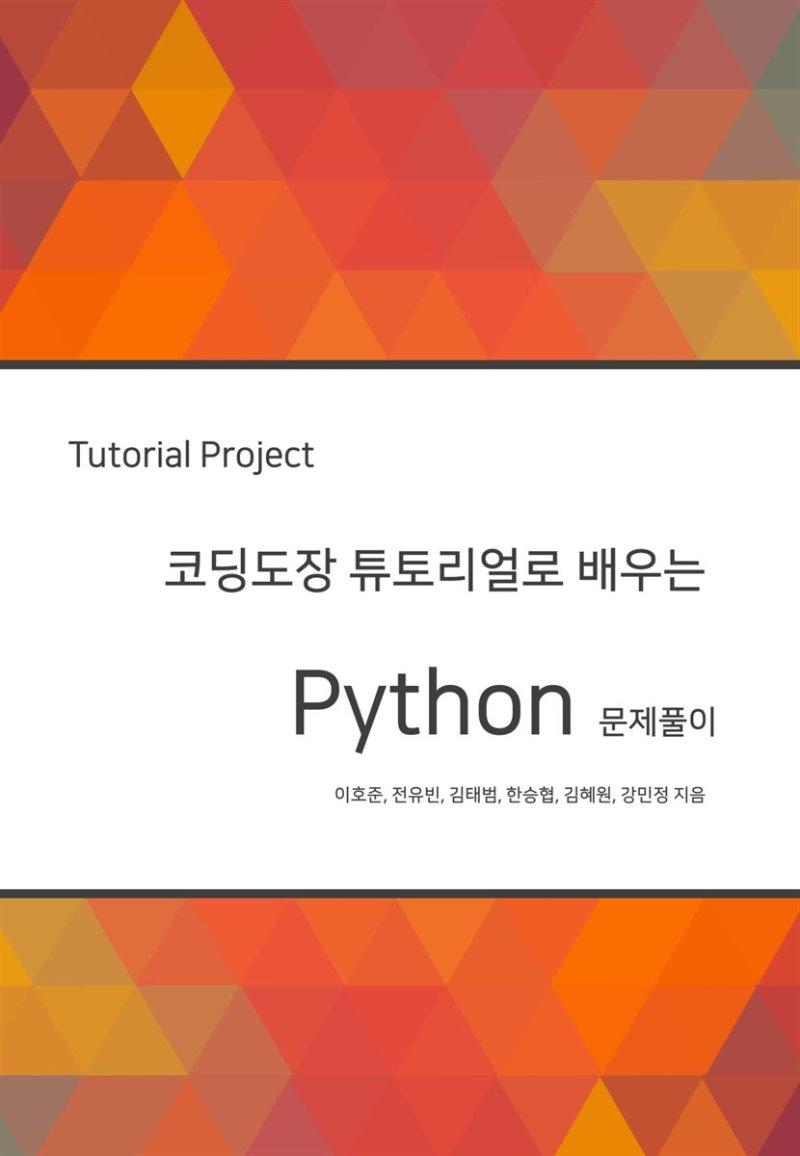 Tutorial Project
코딩도장 튜토리얼로 배우는
Python 문제풀이
이호준, 전유빈, 김태범, 한승협, 김혜원, 강민정 지음